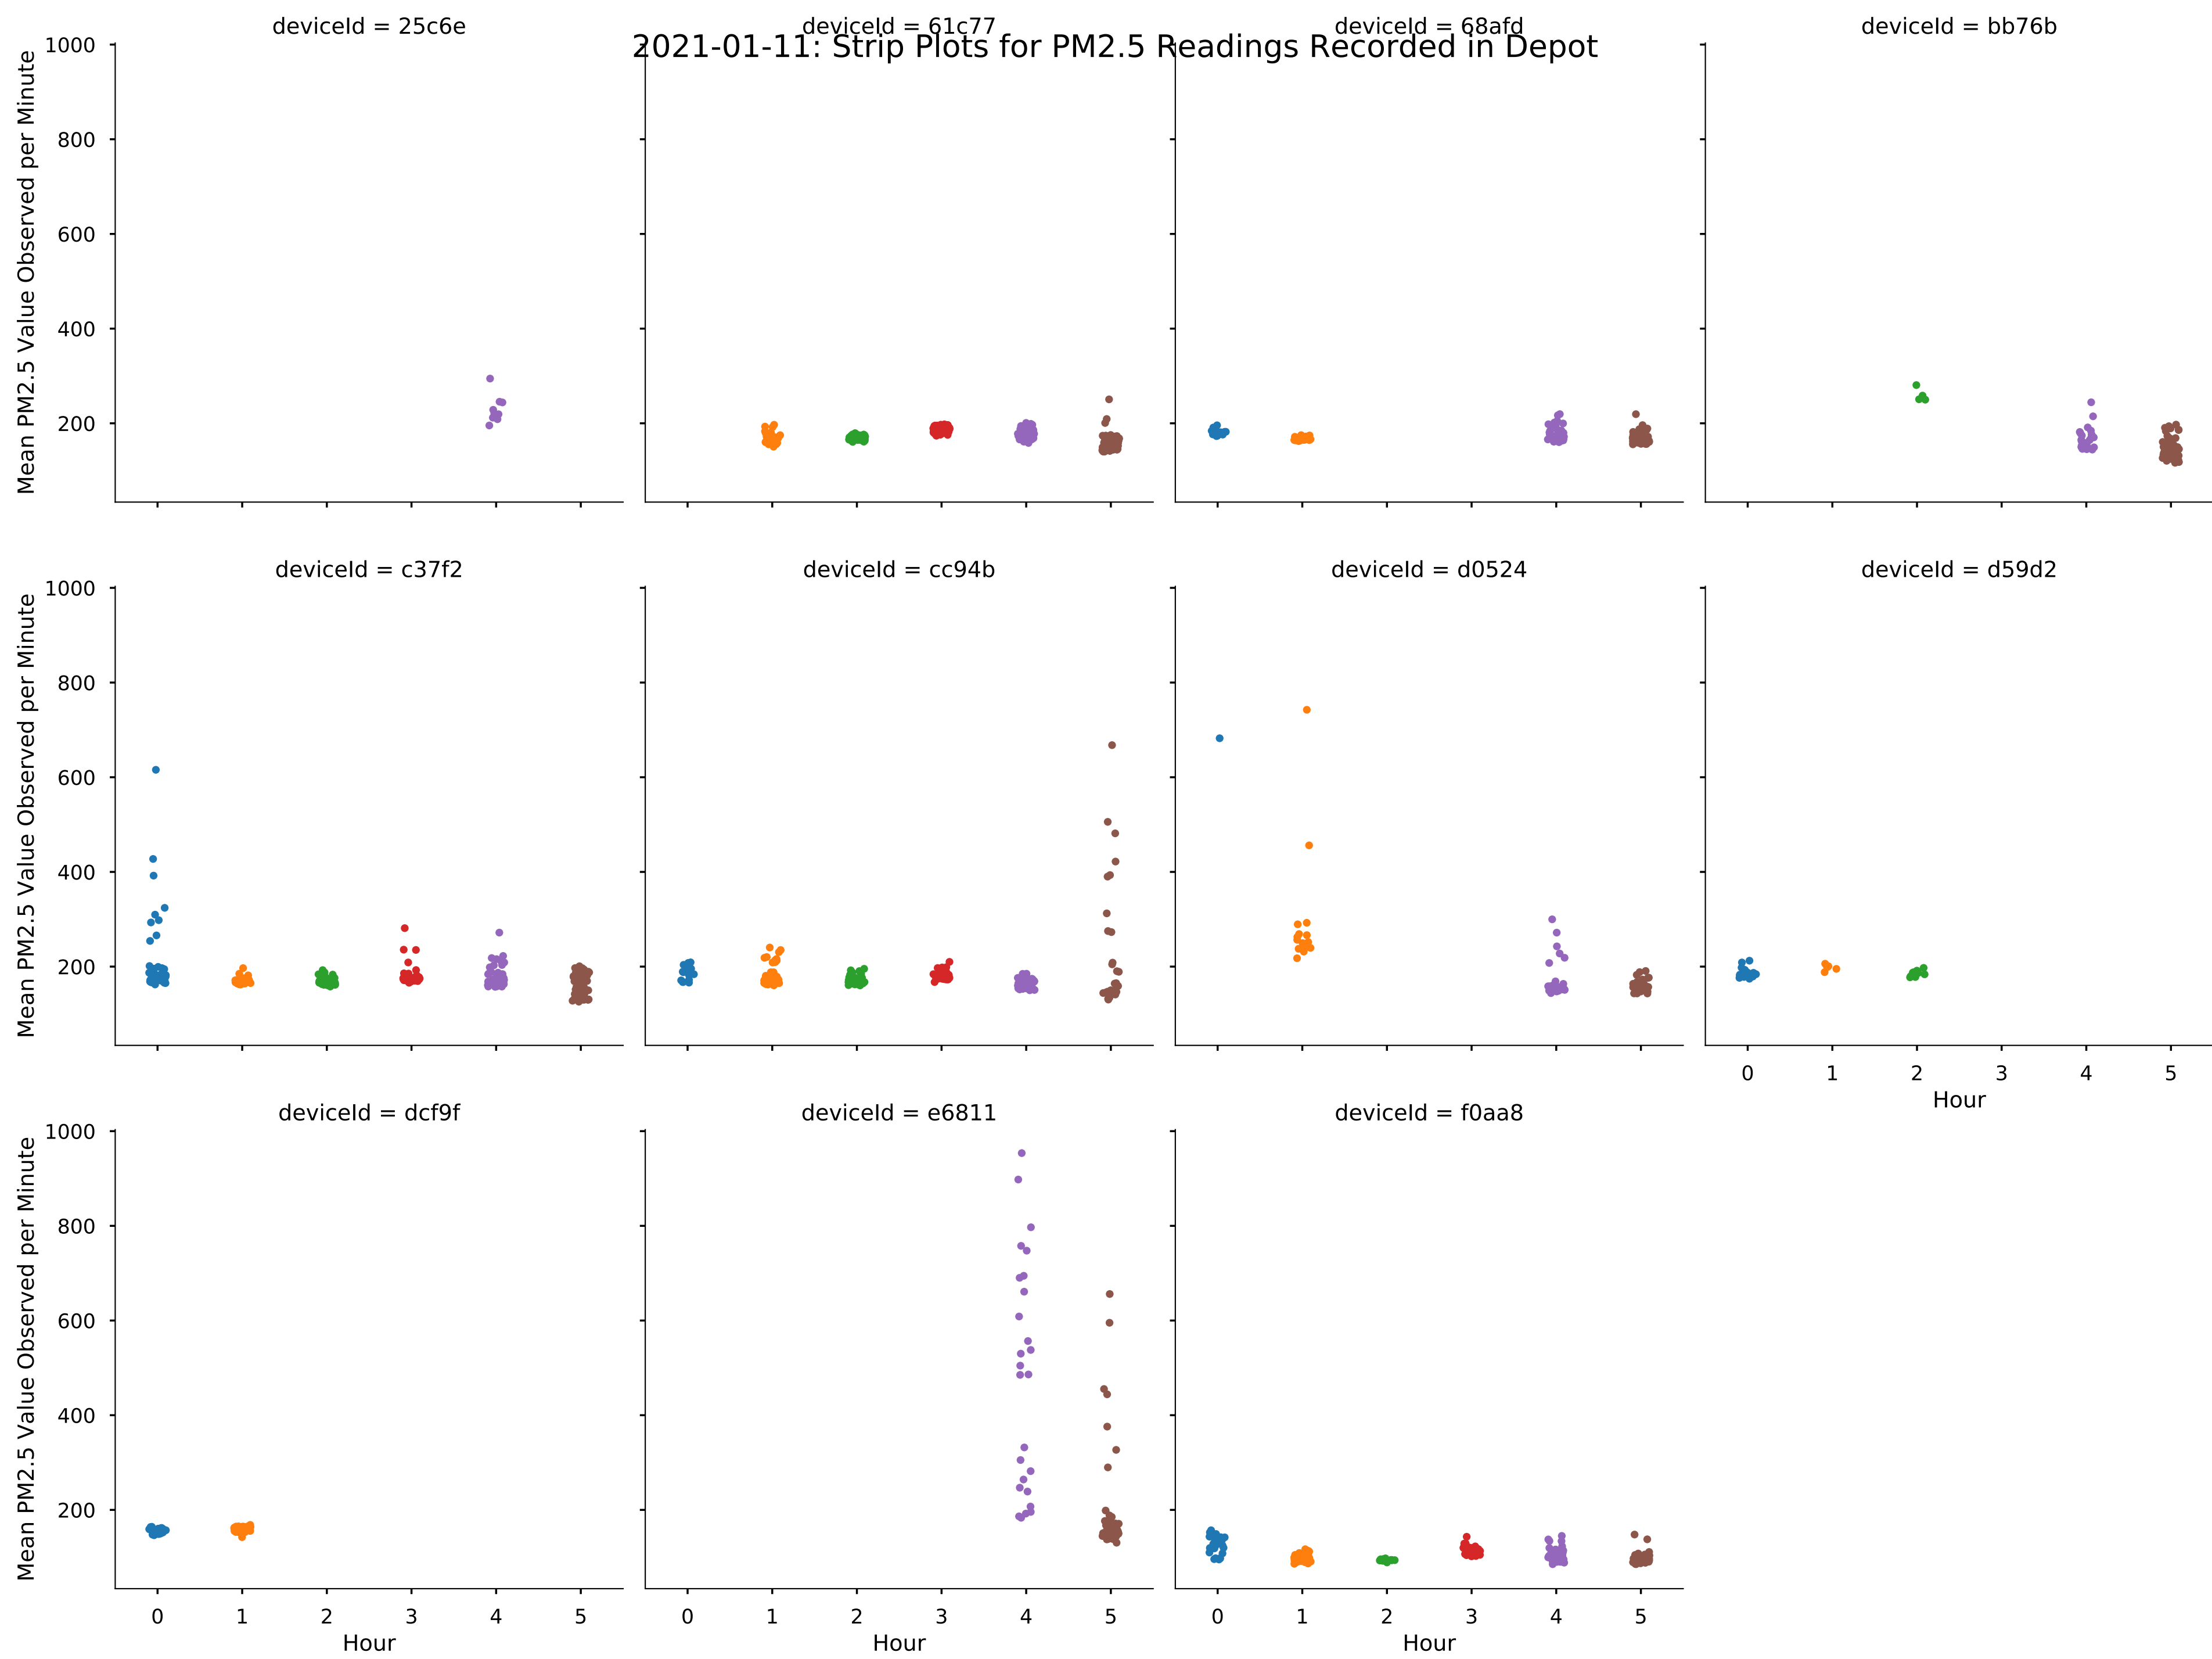 2021-01-11: Strip Plots for PM2.5 Readings Recorded in Depot
deviceId = 25c6e
deviceId = 61c77
deviceId = 68afd
deviceId = bb76b
Mean PM2.5 Value Observed per Minute
1000
800
600
400
200
deviceId = c37f2
deviceId = cc94b
deviceId = d0524
deviceId = d59d2
Mean PM2.5 Value Observed per Minute
1000
800
600
400
200
0 1 2 3 4 5
Hour
deviceId = dcf9f
deviceId = e6811
deviceId = f0aa8
Mean PM2.5 Value Observed per Minute
1000
800
600
400
200
0 1 2 3 4 5
Hour
0 1 2 3 4 5
Hour
0 1 2 3 4 5
Hour